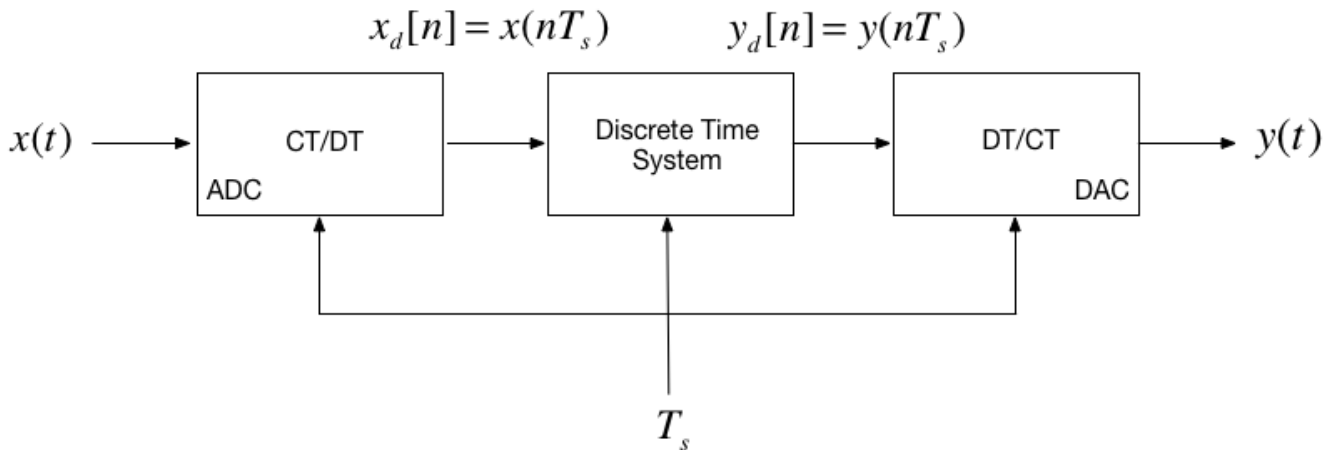 x_d[n] = x(nT_s)
y_d[n] = y(nT_s)
x(t)
CT/DT
ADC
Discrete Time
System
DT/CT
DAC
y(t)
T_s